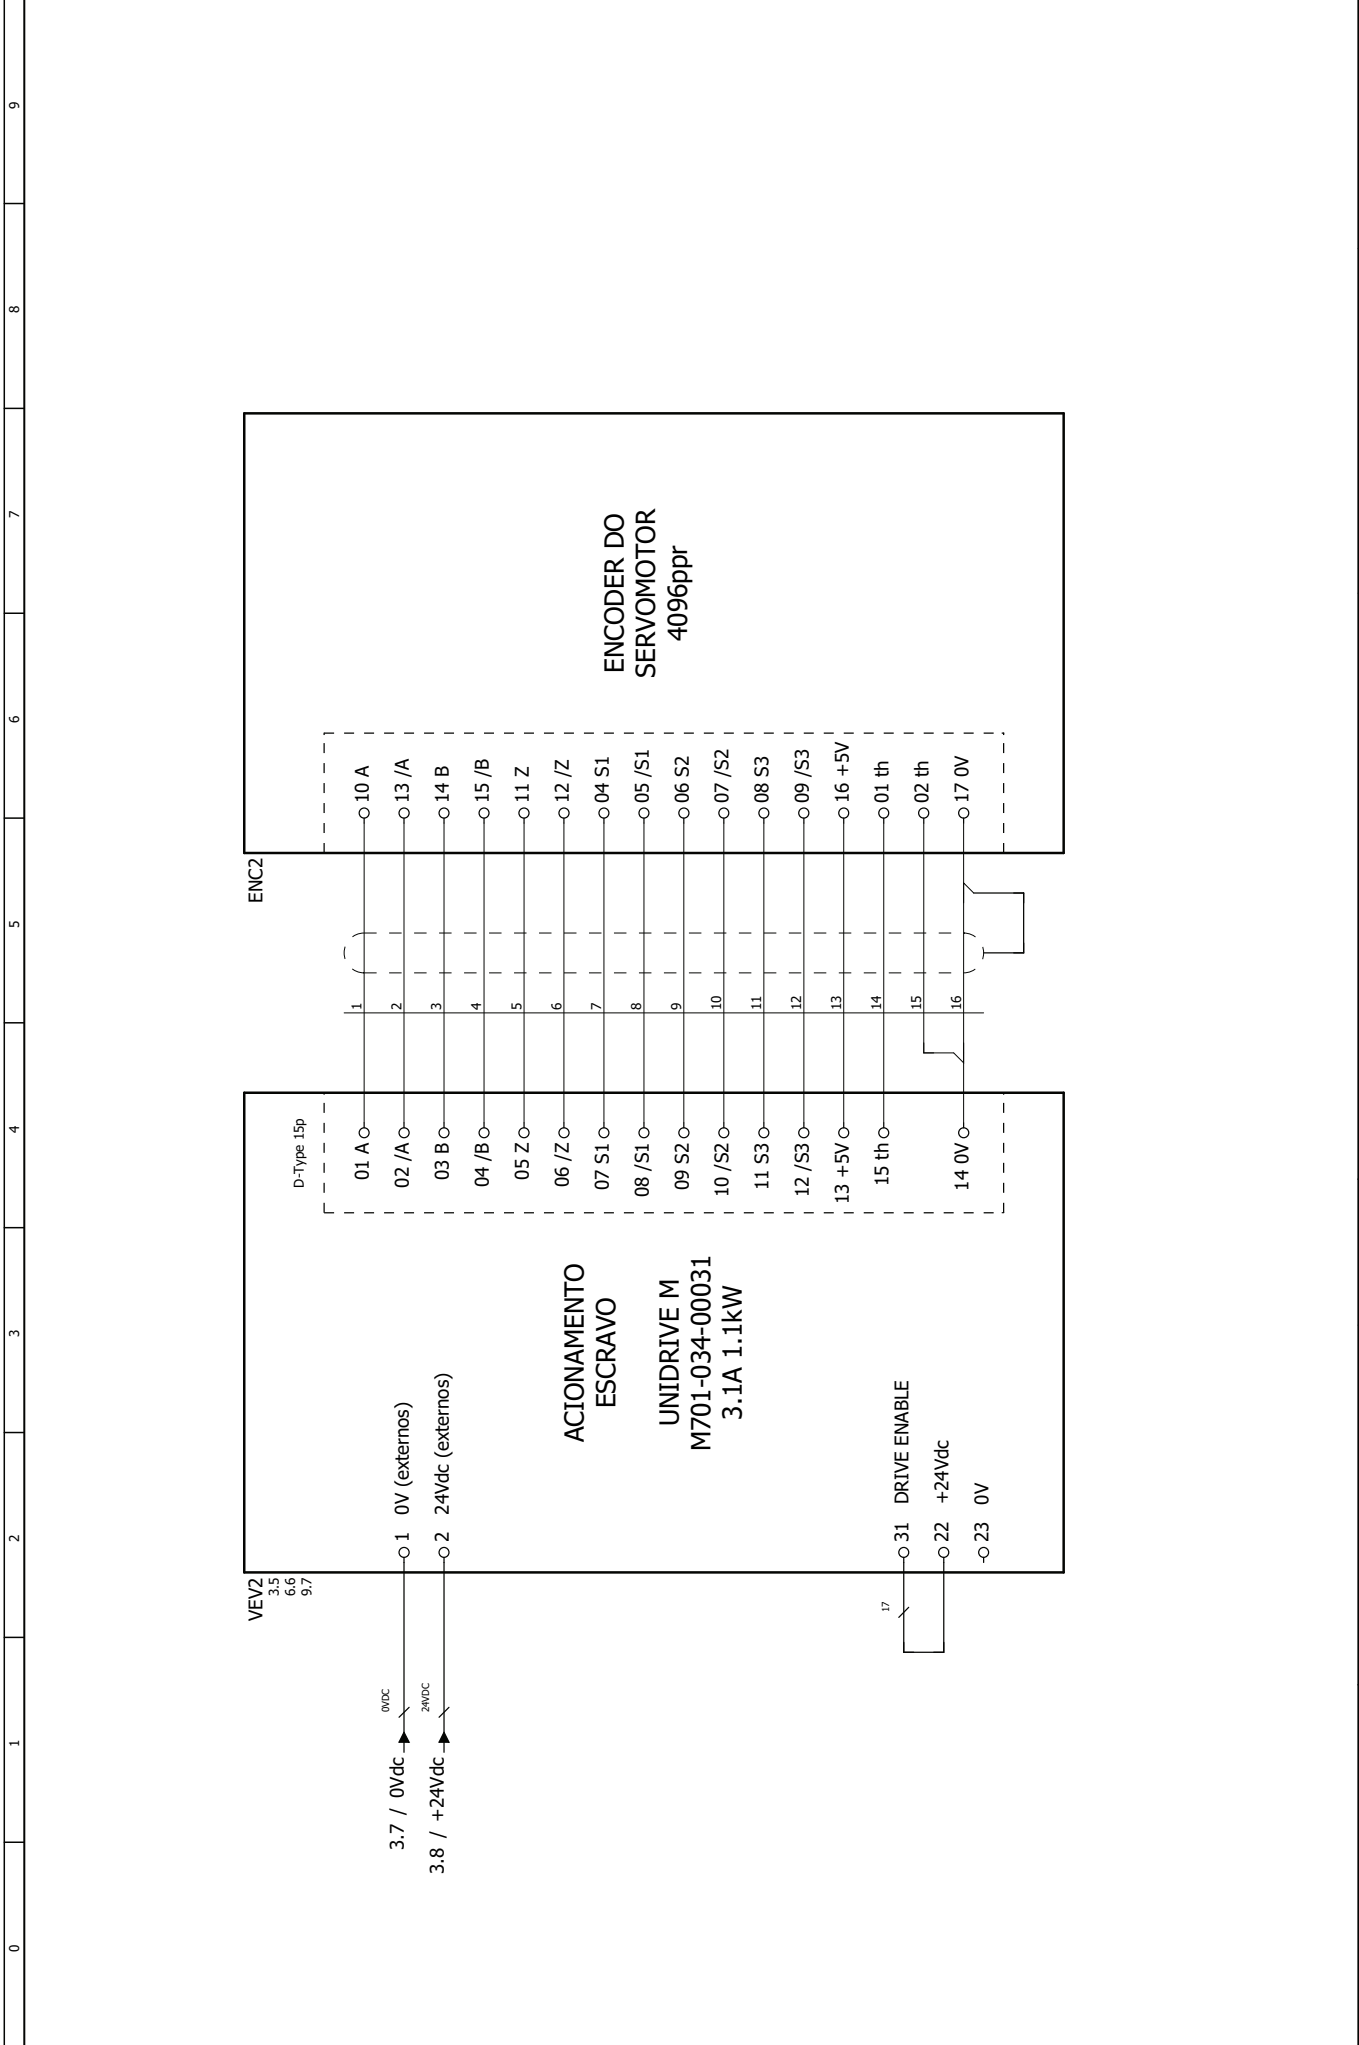 0
1
2
3
4
5
6
7
8
9
VEV2
3.5
6.6
9.7
ENC2
D-Type 15p
3.7 / 0Vdc
0VDC
1 0V (externos)
3.8 / +24Vdc
24VDC
2 24Vdc (externos)
ACIONAMENTO
ESCRAVO
UNIDRIVE M
M701-034-00031
3.1A 1.1kW
17
31 DRIVE ENABLE
22 +24Vdc
23 0V
01 A 1 10 A
02 /A 2 13 /A
03 B 3 14 B
04 /B 4 15 /B
05 Z 5 11 Z
06 /Z 6 12 /Z
07 S1 7 04 S1
08 /S1 8 05 /S1
09 S2 9 06 S2
10 /S2 10 07 /S2
11 S3 11 08 S3
12 /S3 12 09 /S3
13 +5V 13 16 +5V
15 th 14 01 th
15 02 th
14 0V 16 17 0V
ENCODER DO
SERVOMOTOR
4096ppr